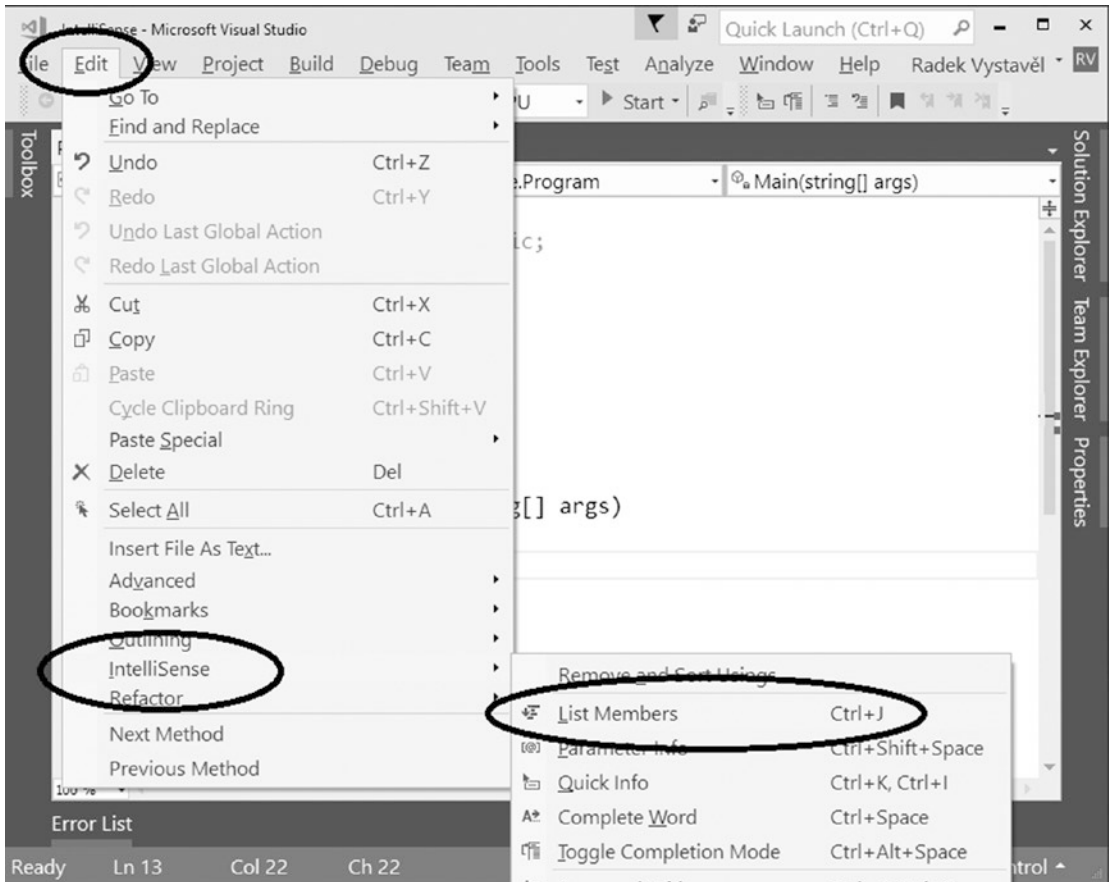 IntelliSense - Microsoft Visual Studio
Quick Launch (Ctrl+Q)
File Edit View Project Build Debug Team Tools Test Analyze Window Help Radek Vystavěl RV
Start
Toolbox
Go To
Find and Replace
Undo Ctrl+Z
Redo Ctrl+Y
Undo Last Global Action
Redo Last Global Action
Cut Ctrl+X
Copy Ctrl+C
Paste Ctrl+V
Cycle Clipboard Ring Ctrl+Shift+V
Paste Special
Delete Del
Select All Ctrl+A
Insert File As Text...
Advanced
Bookmarks
Outlining
IntelliSense
Refactor
Next Method
Previous Method
.Program
Main(string[] args)
ic;
g[] args)
Remove and Sort Usings
List Members Ctrl+J
Parameter Info Ctrl+Shift+Space
Quick Info Ctrl+K, Ctrl+I
Complete Word Ctrl+Space
Toggle Completion Mode Ctrl+Alt+Space
Solution Explorer
Team Explorer
Properties
100 %
Error List
Ready Ln 13 Col 22 Ch 22
ntrol